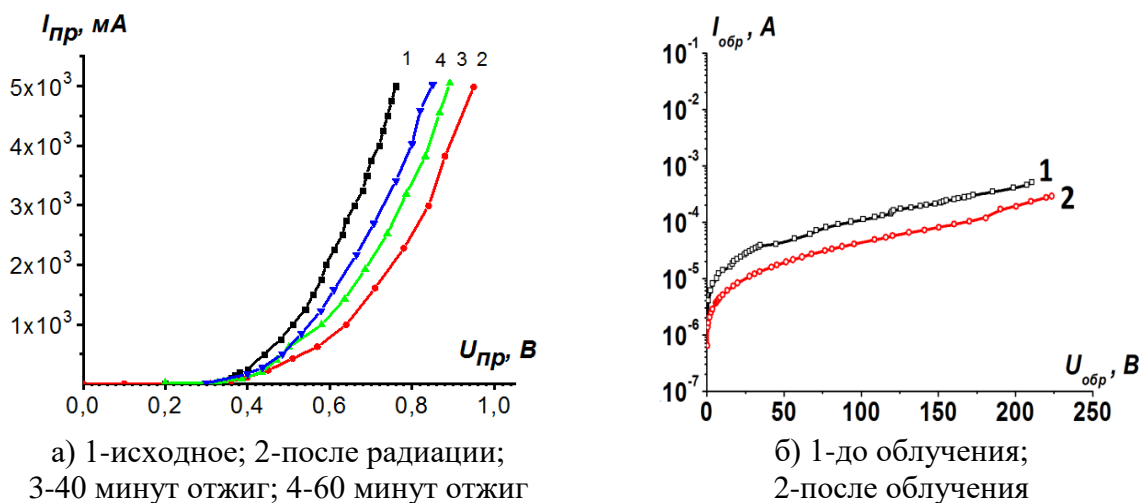 I_пр, мА
1 4 3 2
5x10³
4x10³
3x10³
2x10³
1x10³
U_пр, В
0,0 0,2 0,4 0,6 0,8 1,0
а) 1-исходное; 2-после радиации;
3-40 минут отжиг; 4-60 минут отжиг
I_обр, А
10⁻¹
10⁻²
10⁻³
1
10⁻⁴
2
10⁻⁵
10⁻⁶
U_обр, В
10⁻⁷
0 50 100 150 200 250
б) 1-до облучения;
2-после облучения